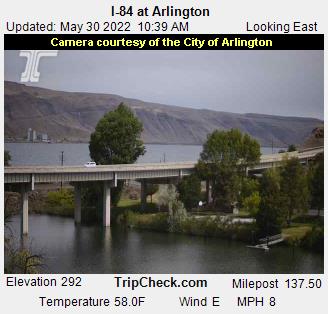 I-84 at Arlington
Updated: May 30 2022 10:39 AM Looking East
Camera courtesy of the City of Arlington
Elevation 292 TripCheck.com Milepost 137.50
Temperature 58.0F Wind E MPH 8